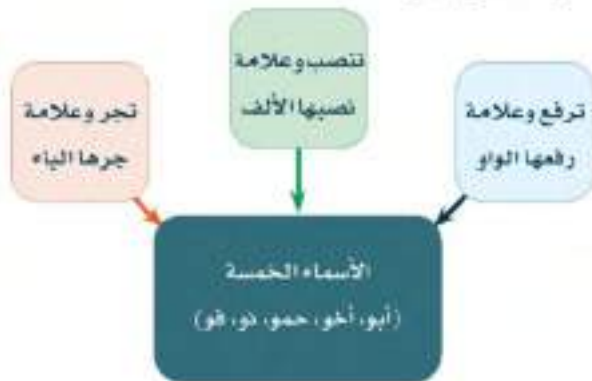 ترفع وعلامة
رفعها الواو
تنصب وعلامة
نصبها الألف
تجر وعلامة
جرها الياء
الأسماء الخمسة
(أبو، أخو، حمو، ذو، فو)